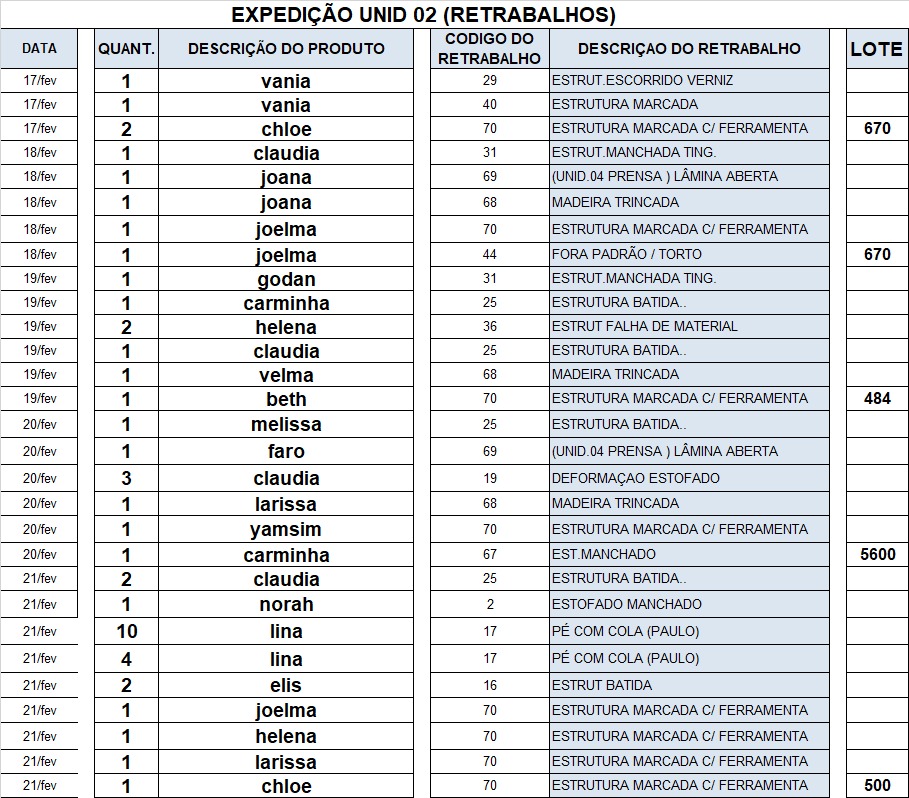 EXPEDIÇÃO UNID 02 (RETRABALHOS)
DATA QUANT. DESCRIÇÃO DO PRODUTO CODIGO DO RETRABALHO DESCRIÇAO DO RETRABALHO LOTE
17/fev 1 vania 29 ESTRUT.ESCORRIDO VERNIZ
17/fev 1 vania 40 ESTRUTURA MARCADA
17/fev 2 chloe 70 ESTRUTURA MARCADA C/ FERRAMENTA 670
18/fev 1 claudia 31 ESTRUT.MANCHADA TING.
18/fev 1 joana 69 (UNID.04 PRENSA ) LÂMINA ABERTA
18/fev 1 joana 68 MADEIRA TRINCADA
18/fev 1 joelma 70 ESTRUTURA MARCADA C/ FERRAMENTA
18/fev 1 joelma 44 FORA PADRÃO / TORTO 670
19/fev 1 godan 31 ESTRUT.MANCHADA TING.
19/fev 1 carminha 25 ESTRUTURA BATIDA..
19/fev 2 helena 36 ESTRUT FALHA DE MATERIAL
19/fev 1 claudia 25 ESTRUTURA BATIDA..
19/fev 1 velma 68 MADEIRA TRINCADA
19/fev 1 beth 70 ESTRUTURA MARCADA C/ FERRAMENTA 484
20/fev 1 melissa 25 ESTRUTURA BATIDA..
20/fev 1 faro 69 (UNID.04 PRENSA ) LÂMINA ABERTA
20/fev 3 claudia 19 DEFORMAÇAO ESTOFADO
20/fev 1 larissa 68 MADEIRA TRINCADA
20/fev 1 yamsim 70 ESTRUTURA MARCADA C/ FERRAMENTA
20/fev 1 carminha 67 EST.MANCHADO 5600
21/fev 2 claudia 25 ESTRUTURA BATIDA..
21/fev 1 norah 2 ESTOFADO MANCHADO
21/fev 10 lina 17 PÉ COM COLA (PAULO)
21/fev 4 lina 17 PÉ COM COLA (PAULO)
21/fev 2 elis 16 ESTRUT BATIDA
21/fev 1 joelma 70 ESTRUTURA MARCADA C/ FERRAMENTA
21/fev 1 helena 70 ESTRUTURA MARCADA C/ FERRAMENTA
21/fev 1 larissa 70 ESTRUTURA MARCADA C/ FERRAMENTA
21/fev 1 chloe 70 ESTRUTURA MARCADA C/ FERRAMENTA 500